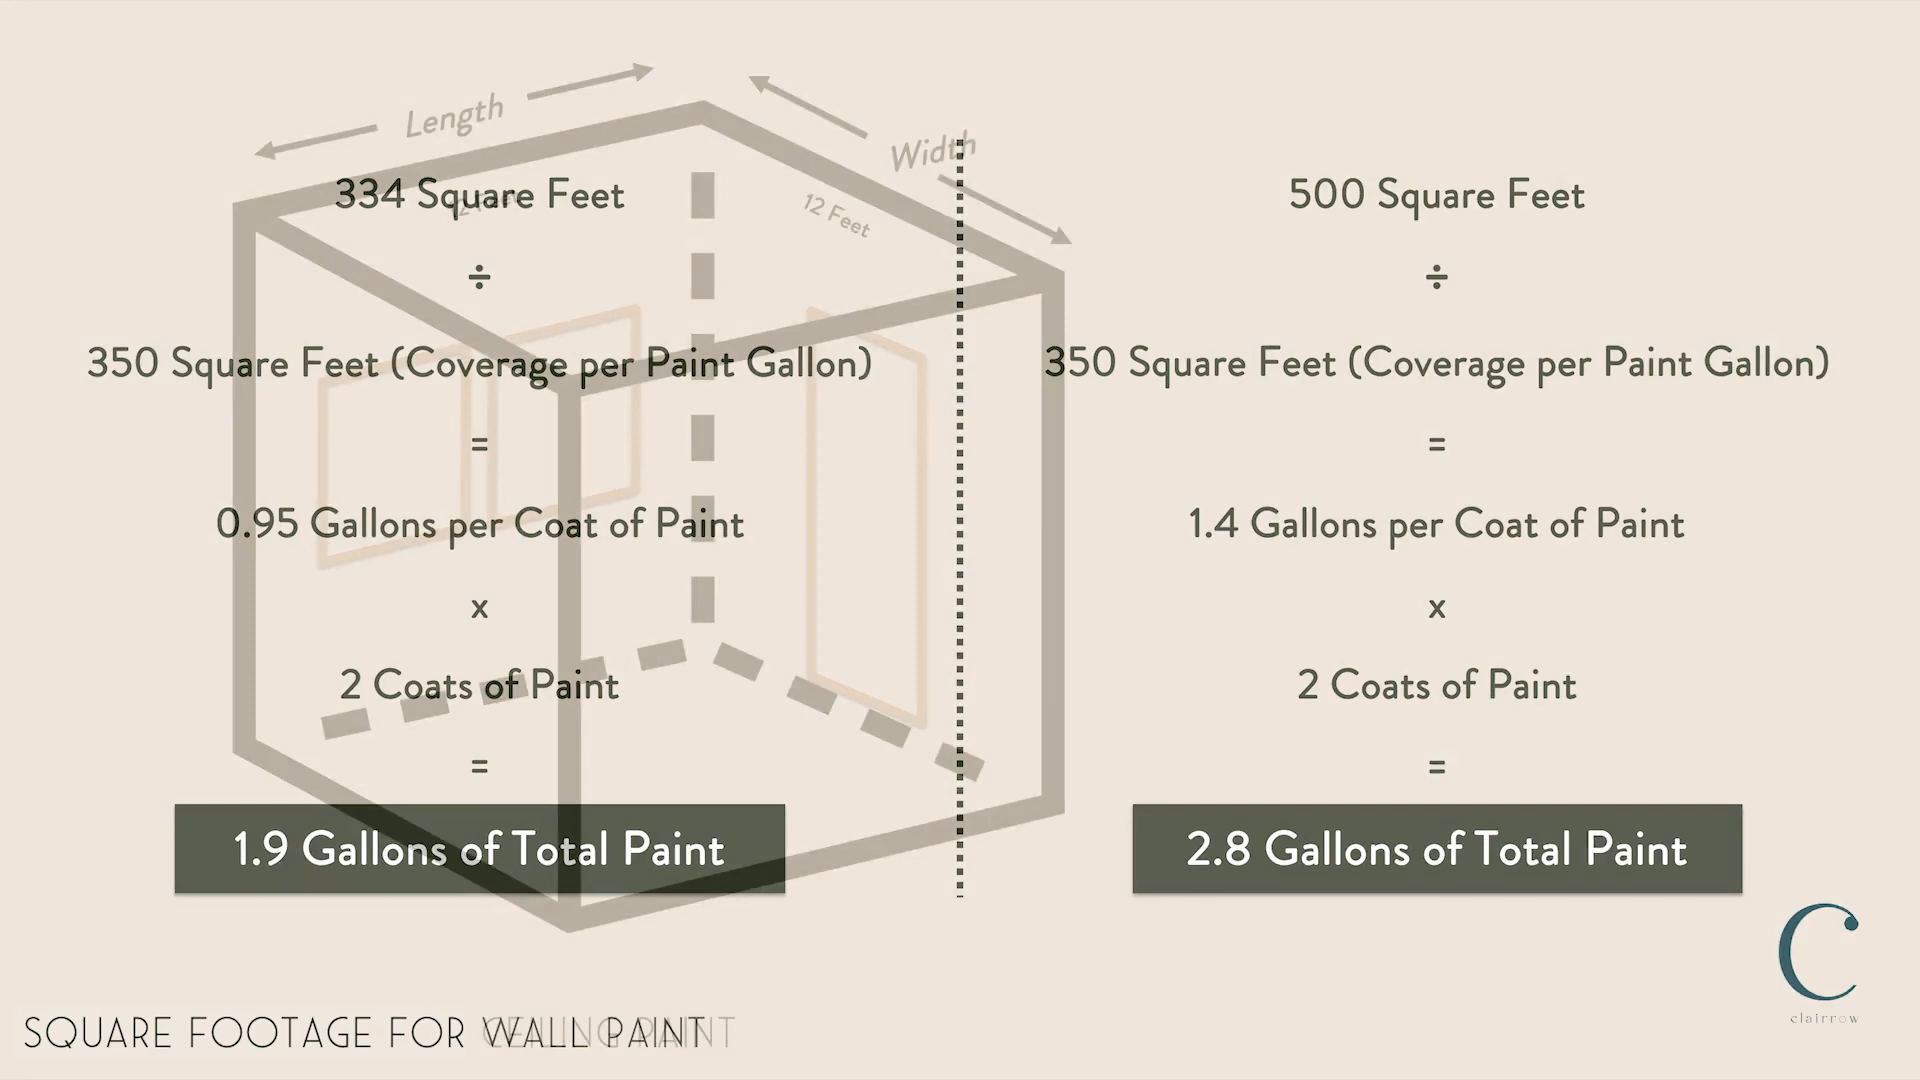 Length
Width
12 Feet
334 Square Feet
÷
350 Square Feet (Coverage per Paint Gallon)
=
0.95 Gallons per Coat of Paint
x
2 Coats of Paint
=
1.9 Gallons of Total Paint
500 Square Feet
÷
350 Square Feet (Coverage per Paint Gallon)
=
1.4 Gallons per Coat of Paint
x
2 Coats of Paint
=
2.8 Gallons of Total Paint
C
clairrow
SQUARE FOOTAGE FOR WALL PAINT